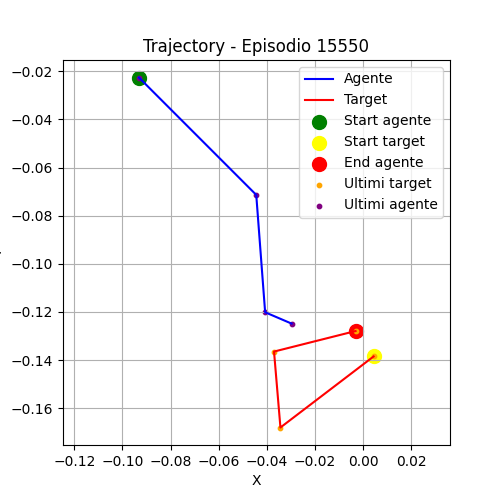 Trajectory - Episodio 15550
Agente
Target
Start agente
Start target
End agente
Ultimi target
Ultimi agente
−0.02
−0.04
−0.06
−0.08
−0.10
−0.12
−0.14
−0.16
−0.12 −0.10 −0.08 −0.06 −0.04 −0.02 0.00 0.02
X